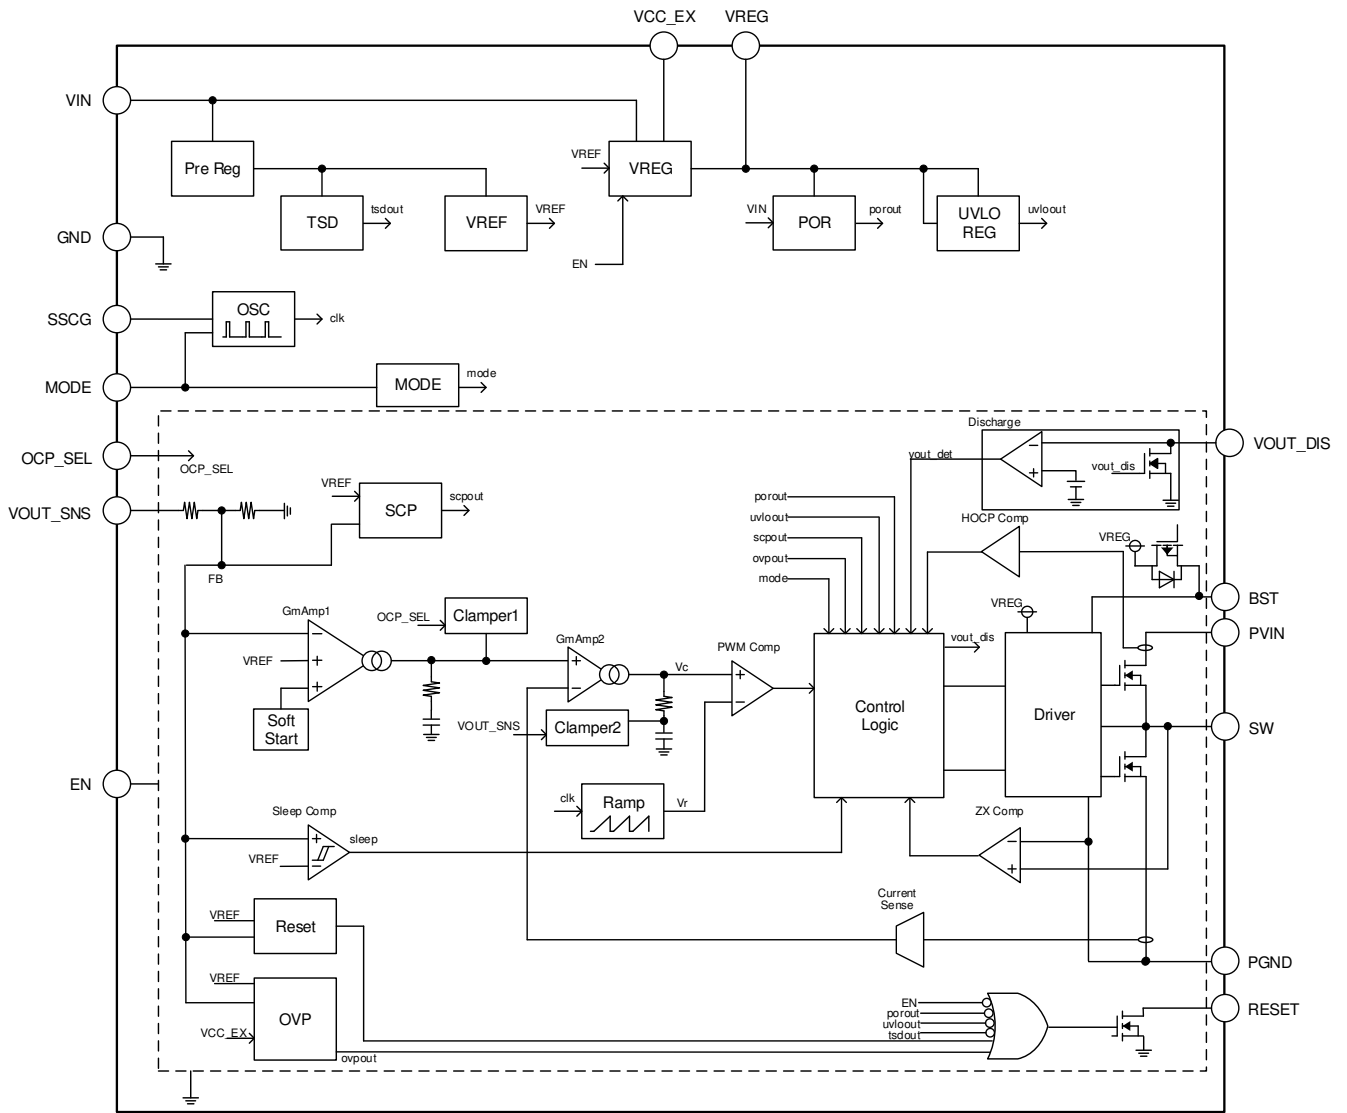 VCC_EX
VREG
VIN
Pre Reg
VREF
VREG
TSD
tsdout
VREF
VREF
VIN
POR
porout
UVLO
REG
uvloout
GND
EN
SSCG
OSC
clk
MODE
MODE
mode
Discharge
VOUT_DIS
OCP_SEL
OCP_SEL
vout_det
vout_dis
VREF
SCP
scpout
VOUT_SNS
porout
uvloout
scpout
ovpout
mode
HOCP Comp
VREG
FB
BST
GmAmp1
OCP_SEL
Clamper1
VREG
GmAmp2
PWM Comp
vout_dis
PVIN
VREF
Vc
Soft
Start
VOUT_SNS
Clamper2
Control
Logic
Driver
SW
EN
clk
Ramp
Vr
Sleep Comp
ZX Comp
sleep
VREF
Current
Sense
VREF
Reset
PGND
VREF
OVP
VCC_EX
ovpout
EN
porout
uvloout
tsdout
RESET